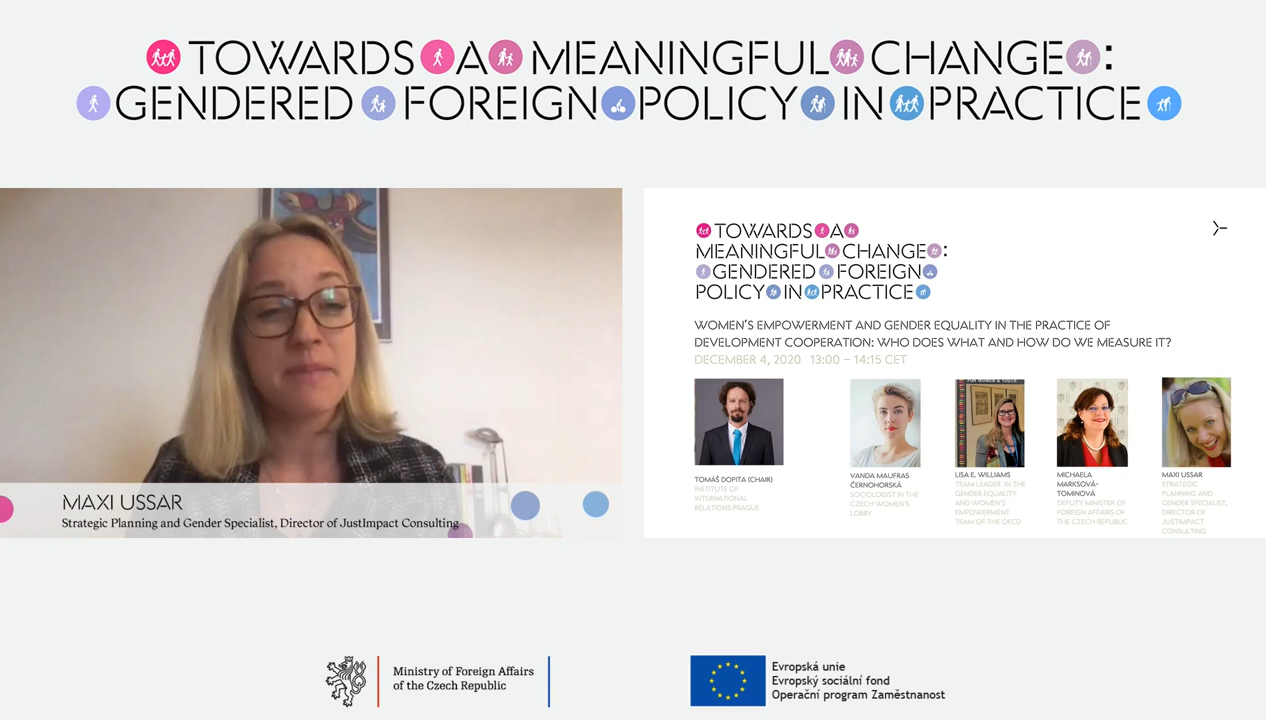 TOWARDS A MEANINGFUL CHANGE:
GENDERED FOREIGN POLICY IN PRACTICE
MAXI USSAR
Strategic Planning and Gender Specialist, Director of JustImpact Consulting
TOWARDS A
MEANINGFUL CHANGE:
GENDERED FOREIGN
POLICY IN PRACTICE
WOMEN'S EMPOWERMENT AND GENDER EQUALITY IN THE PRACTICE OF
DEVELOPMENT COOPERATION: WHO DOES WHAT AND HOW DO WE MEASURE IT?
DECEMBER 4, 2020 13:00 – 14:15 CET
FOR WOMEN & YOUTH
TOMÁŠ DOPITA (CHAIR)
INSTITUTE OF
INTERNATIONAL
RELATIONS PRAGUE
VANDA MAUFRAS
ČERNOHORSKÁ
SOCIOLOGIST IN THE
CZECH WOMEN'S
LOBBY
LISA E. WILLIAMS
TEAM LEADER IN THE
GENDER EQUALITY
AND WOMEN'S
EMPOWERMENT
TEAM OF THE OECD
MICHAELA
MARKSOVÁ-
TOMINOVÁ
DEPUTY MINISTER OF
FOREIGN AFFAIRS OF
THE CZECH REPUBLIC
MAXI USSAR
STRATEGIC
PLANNING AND
GENDER SPECIALIST,
DIRECTOR OF
JUSTIMPACT
CONSULTING
Ministry of Foreign Affairs
of the Czech Republic
Evropská unie
Evropský sociální fond
Operační program Zaměstnanost